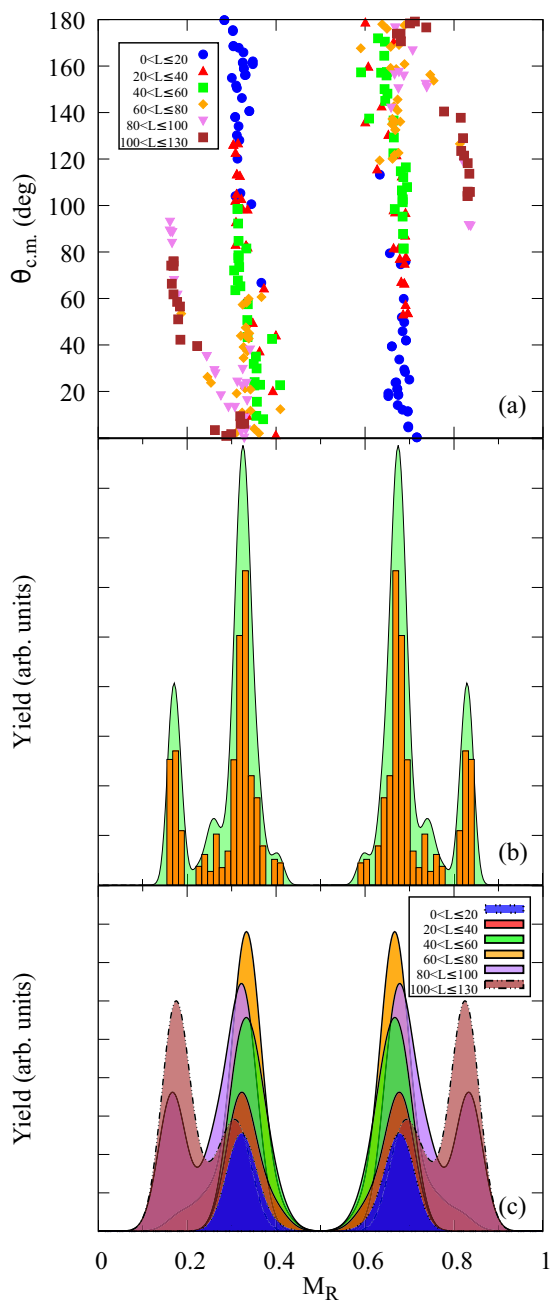 180
160
140
120
100
80
60
40
20
θc.m. (deg)
0<L≤20
20<L≤40
40<L≤60
60<L≤80
80<L≤100
100<L≤130
(a)
Yield (arb. units)
(b)
Yield (arb. units)
0<L≤20
20<L≤40
40<L≤60
60<L≤80
80<L≤100
100<L≤130
(c)
0 0.2 0.4 0.6 0.8 1
MR